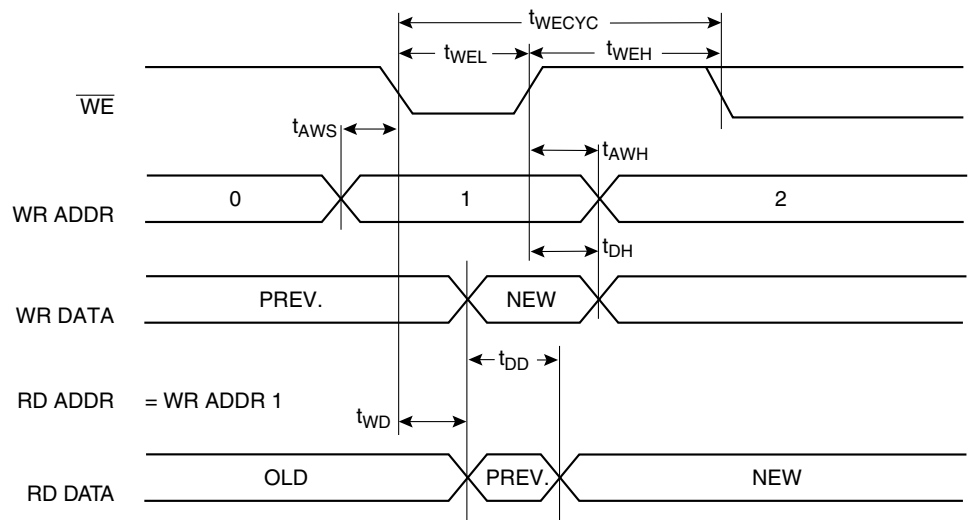 tWECYC
tWEL tWEH
WE
tAWS
tAWH
WR ADDR 0 1 2
tDH
WR DATA PREV. NEW
tDD
RD ADDR = WR ADDR 1
tWD
RD DATA OLD PREV. NEW